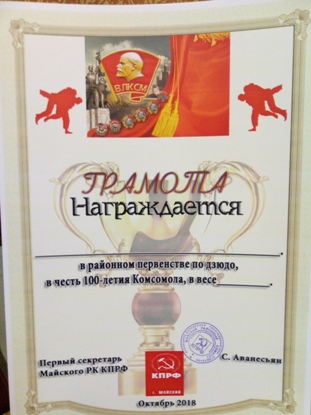 ВЛКСМ
ГРАМОТА
Награждается
в районном первенстве по дзюдо,
в честь 100-летия Комсомола, в весе
Первый секретарь
Майского РК КПРФ
С. Аванесьян
КПРФ
г. Майский
Октябрь 2018